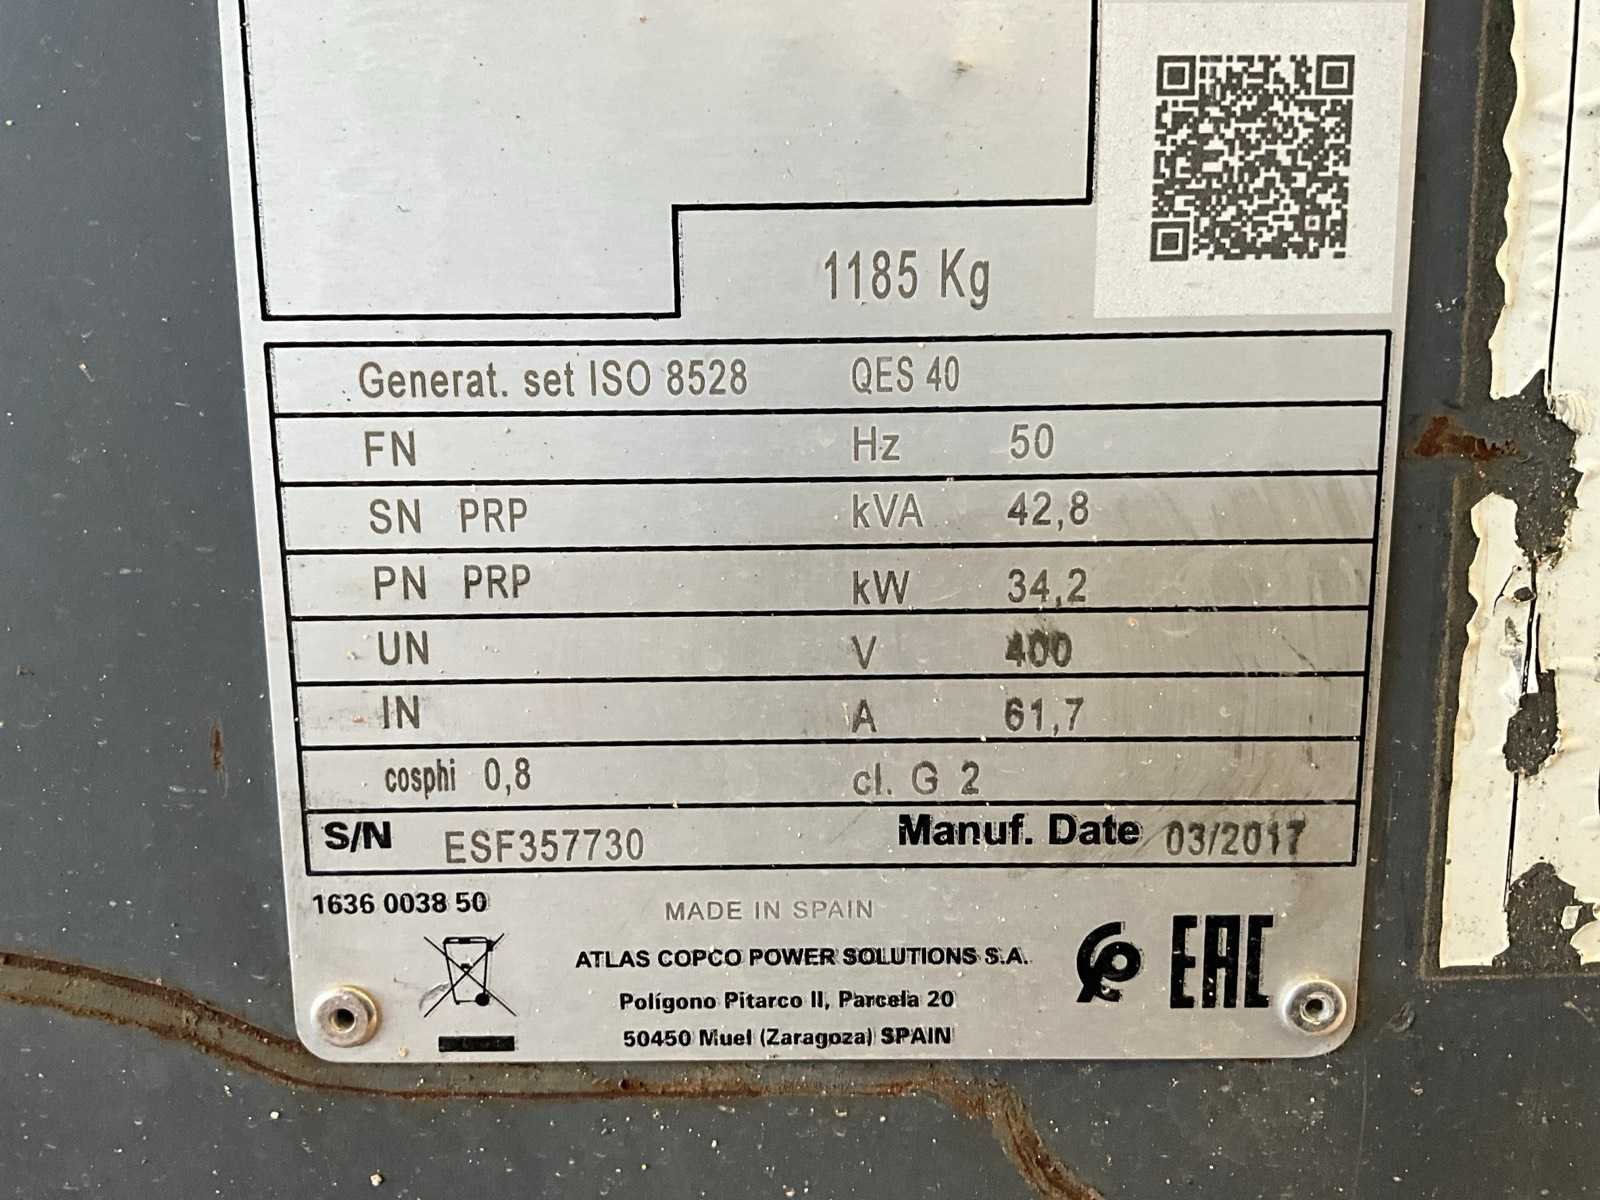 1185 Kg
Generat. set ISO 8528 QES 40
FN Hz 50
SN PRP kVA 42,8
PN PRP kW 34,2
UN V 400
IN A 61,7
cosphi 0,8 cl. G 2
S/N ESF357730 Manuf. Date 03/2017
1636 0038 50
MADE IN SPAIN
ATLAS COPCO POWER SOLUTIONS S.A.
Polígono Pitarco II, Parcela 20
50450 Muel (Zaragoza) SPAIN
EAC